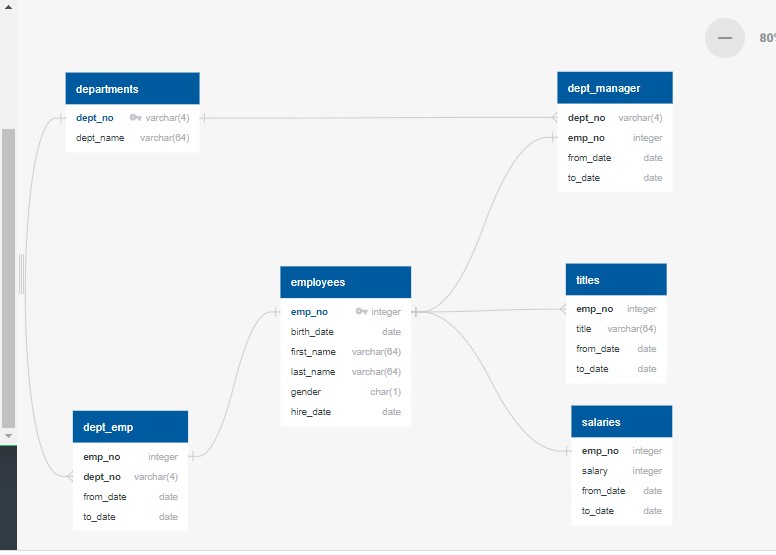 80%
departments
dept_no varchar(4)
dept_name varchar(64)
dept_manager
dept_no varchar(4)
emp_no integer
from_date date
to_date date
employees
emp_no integer
birth_date date
first_name varchar(64)
last_name varchar(64)
gender char(1)
hire_date date
titles
emp_no integer
title varchar(64)
from_date date
to_date date
dept_emp
emp_no integer
dept_no varchar(4)
from_date date
to_date date
salaries
emp_no integer
salary integer
from_date date
to_date date